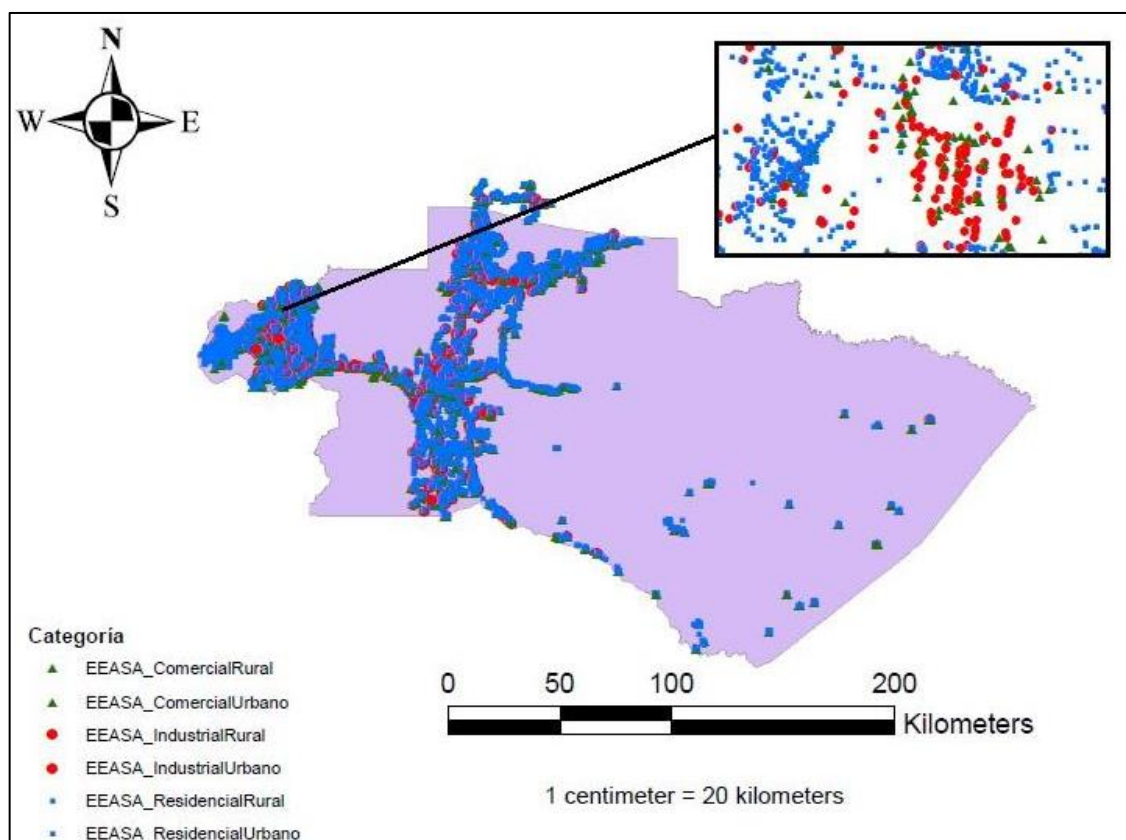 N
W E
S
Categoría
EEASA_ComercialRural
EEASA_ComercialUrbano
EEASA_IndustrialRural
EEASA_IndustrialUrbano
EEASA_ResidencialRural
EEASA_ResidencialUrbano
0 50 100 200
Kilometers
1 centimeter = 20 kilometers